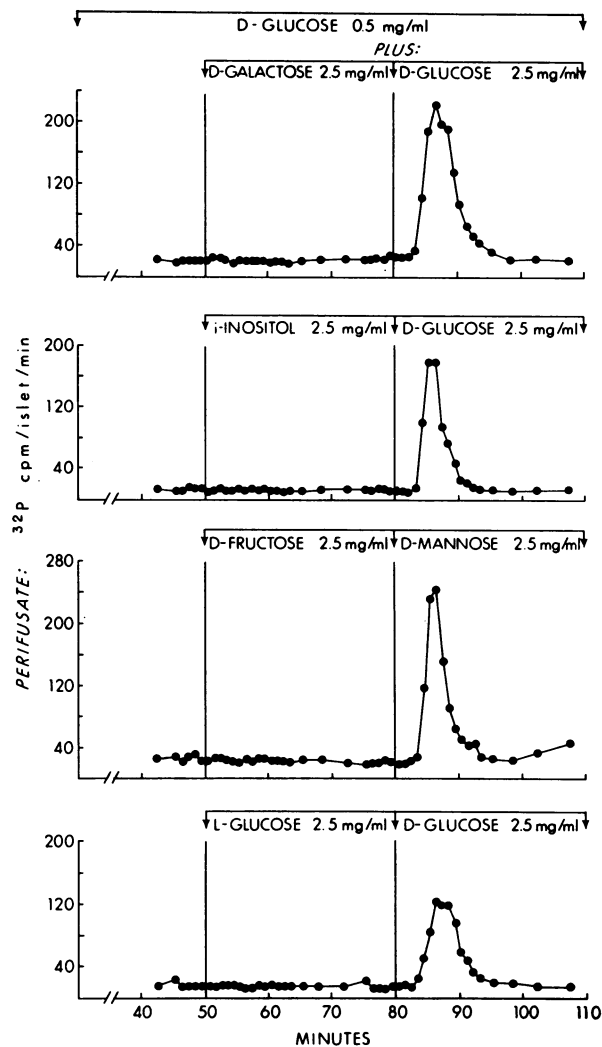 D-GLUCOSE 0.5 mg/ml
PLUS:
D-GALACTOSE 2.5 mg/ml D-GLUCOSE 2.5 mg/ml
200
120
40
i-INOSITOL 2.5 mg/ml D-GLUCOSE 2.5 mg/ml
200
120
40
D-FRUCTOSE 2.5 mg/ml D-MANNOSE 2.5 mg/ml
280
200
120
40
L-GLUCOSE 2.5 mg/ml D-GLUCOSE 2.5 mg/ml
200
120
40
PERIFUSATE: 32P cpm/islet/min
40 50 60 70 80 90 100 110
MINUTES